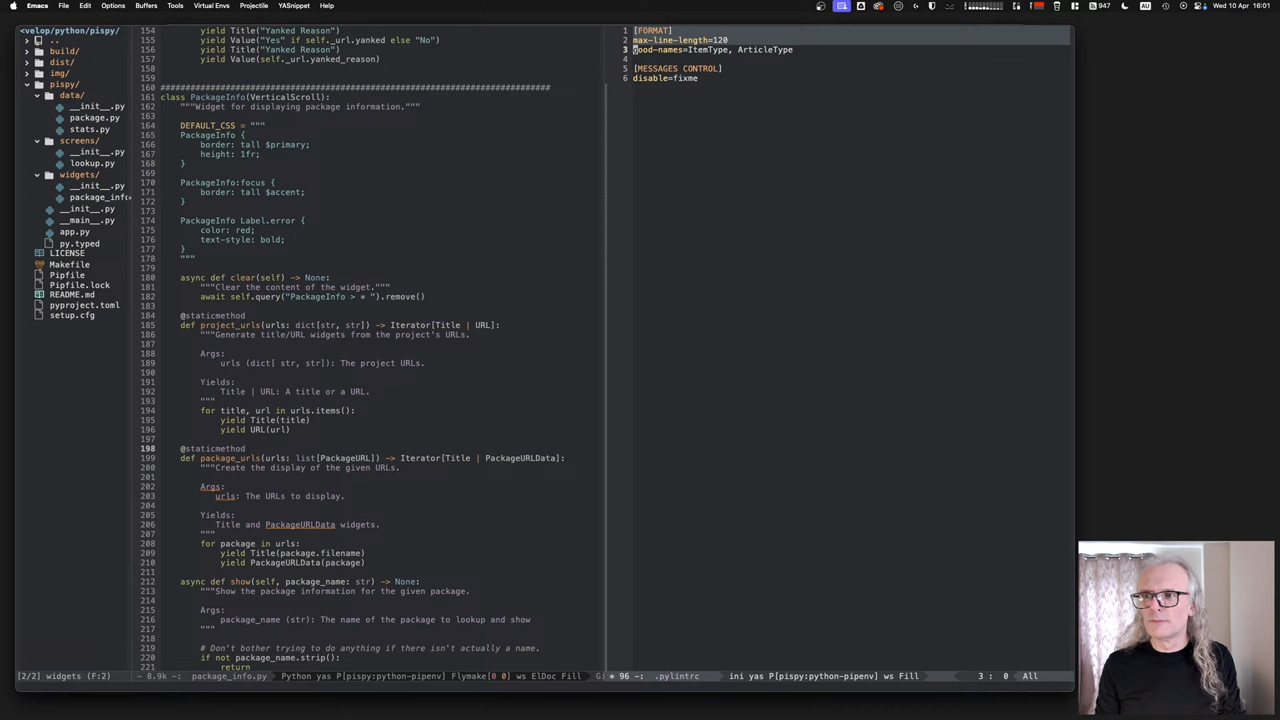 Emacs File Edit Options Buffers Tools Virtual Envs Projectile YASnippet Help
947
Wed 10 Apr 16:01
<velop/python/pispy/
..
build/
dist/
img/
pispy/
data/
__init__.py
package.py
stats.py
screens/
__init__.py
lookup.py
widgets/
__init__.py
package_info
__init__.py
__main__.py
app.py
py.typed
LICENSE
Makefile
Pipfile
Pipfile.lock
README.md
pyproject.toml
setup.cfg
154 yield Title("Yanked Reason")
155 yield Value("Yes" if self._url.yanked else "No")
156 yield Title("Yanked Reason")
157 yield Value(self._url.yanked_reason)
158
159
160 ##############################################################################
161 class PackageInfo(VerticalScroll):
162 """Widget for displaying package information."""
163
164 DEFAULT_CSS = """
165 PackageInfo {
166 border: tall $primary;
167 height: 1fr;
168 }
169
170 PackageInfo:focus {
171 border: tall $accent;
172 }
173
174 PackageInfo Label.error {
175 color: red;
176 text-style: bold;
177 }
178 """
179
180 async def clear(self) -> None:
181 """Clear the content of the widget."""
182 await self.query("PackageInfo > * ").remove()
183
184 @staticmethod
185 def project_urls(urls: dict[str, str]) -> Iterator[Title | URL]:
186 """Generate title/URL widgets from the project's URLs.
187
188 Args:
189 urls (dict[ str, str]): The project URLs.
190
191 Yields:
192 Title | URL: A title or a URL.
193 """
194 for title, url in urls.items():
195 yield Title(title)
196 yield URL(url)
197
198 @staticmethod
199 def package_urls(urls: list[PackageURL]) -> Iterator[Title | PackageURLData]:
200 """Create the display of the given URLs.
201
202 Args:
203 urls: The URLs to display.
204
205 Yields:
206 Title and PackageURLData widgets.
207 """
208 for package in urls:
209 yield Title(package.filename)
210 yield PackageURLData(package)
211
212 async def show(self, package_name: str) -> None:
213 """Show the package information for the given package.
214
215 Args:
216 package_name (str): The name of the package to lookup and show
217 """
218
219 # Don't bother trying to do anything if there isn't actually a name.
220 if not package_name.strip():
221 return
1 [FORMAT]
2 max-line-length=120
3 good-names=ItemType, ArticleType
4
5 [MESSAGES CONTROL]
6 disable=fixme
[2/2] widgets (F:2)
- 8.9k -: package_info.py Python yas P[pispy:python-pipenv] Flymake[0 0] ws ElDoc Fill G:
* 96 -: .pylintrc ini yas P[pispy:python-pipenv] ws Fill 3 : 0 All